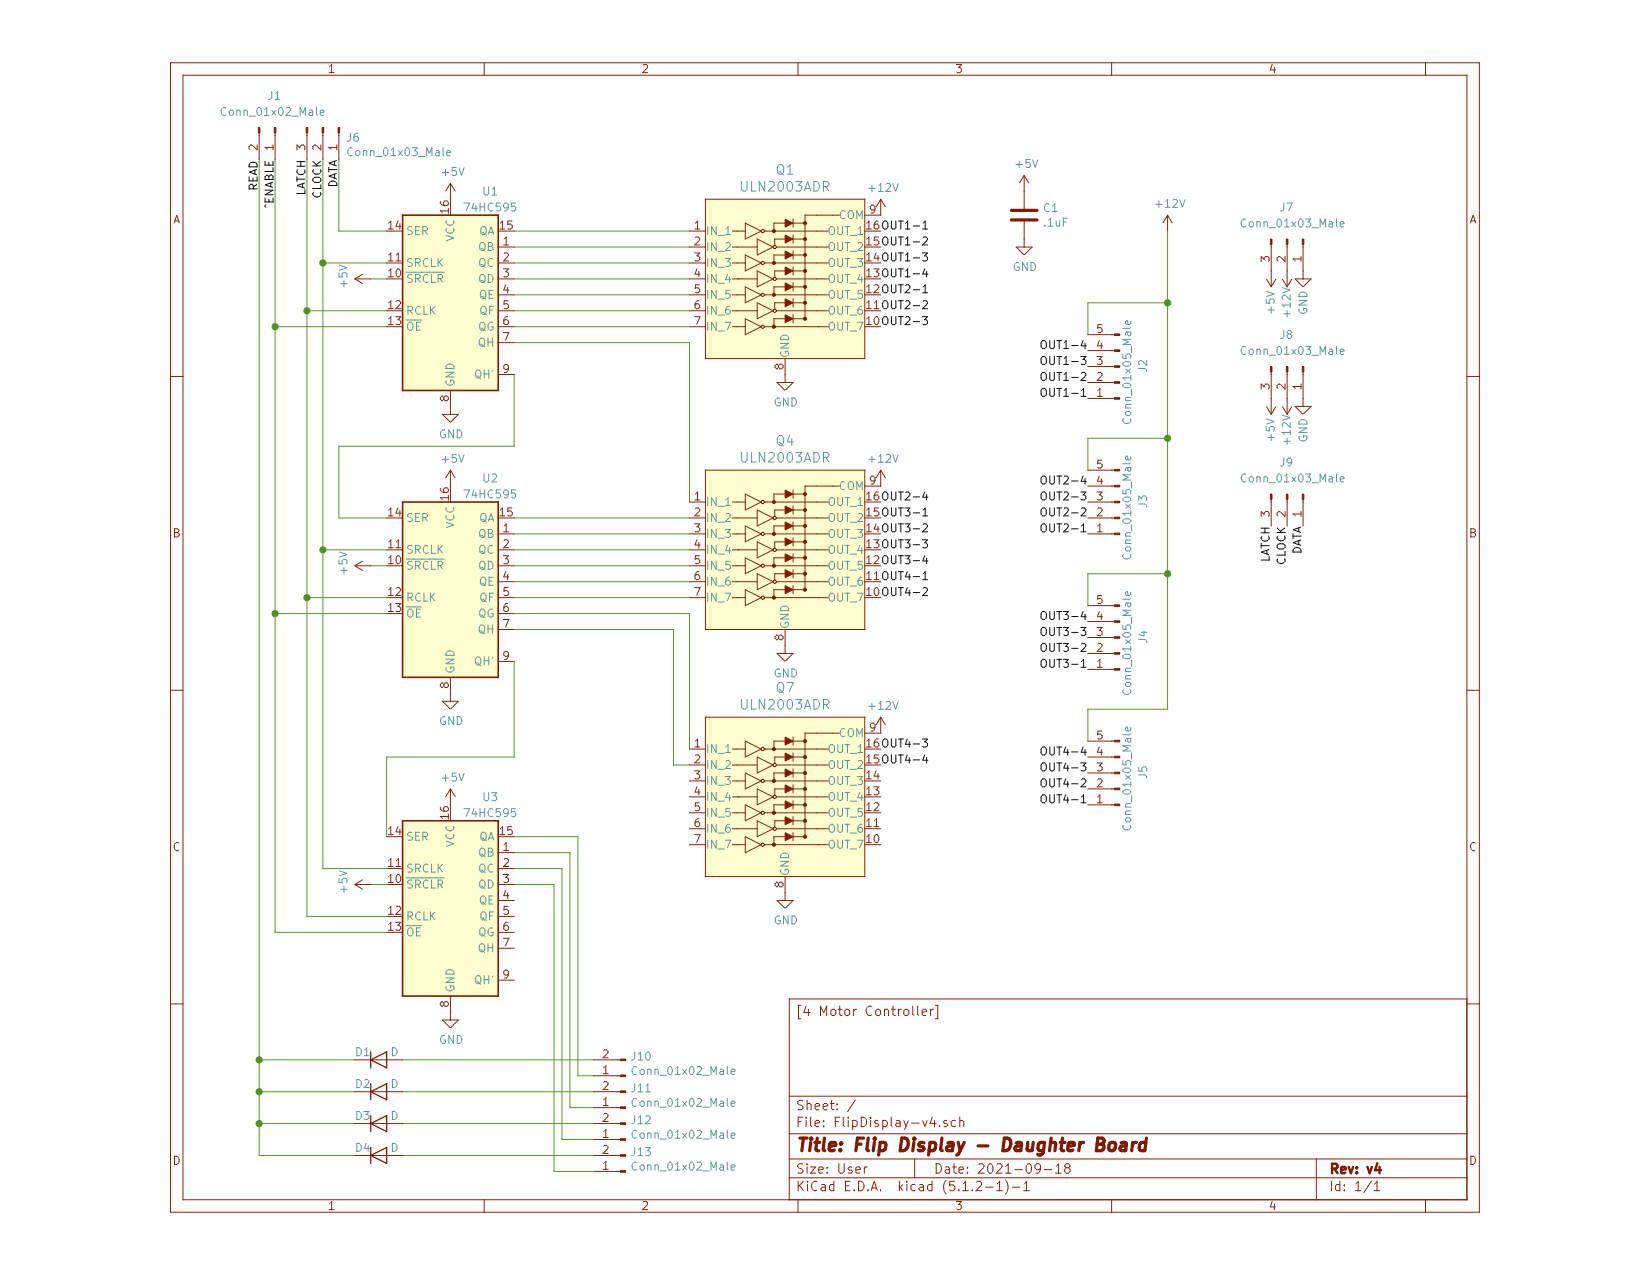 1 2 3 4
A B C D
J1
Conn_01x02_Male
2 1 3 2 1
J6
Conn_01x03_Male
READ
^ENABLE
LATCH
CLOCK
DATA
+5V
U1
74HC595
16
VCC
14 SER
11 SRCLK
+5V
10 SRCLR
12 RCLK
13 OE
QA 15
QB 1
QC 2
QD 3
QE 4
QF 5
QG 6
QH 7
QH' 9
GND
8
GND
Q1
ULN2003ADR
+12V
COM 9
1 IN_1 OUT_1 16 OUT1-1
2 IN_2 OUT_2 15 OUT1-2
3 IN_3 OUT_3 14 OUT1-3
4 IN_4 OUT_4 13 OUT1-4
5 IN_5 OUT_5 12 OUT2-1
6 IN_6 OUT_6 11 OUT2-2
7 IN_7 OUT_7 10 OUT2-3
GND
8
GND
+5V
U2
74HC595
16
VCC
14 SER
11 SRCLK
+5V
10 SRCLR
12 RCLK
13 OE
QA 15
QB 1
QC 2
QD 3
QE 4
QF 5
QG 6
QH 7
QH' 9
GND
8
GND
Q4
ULN2003ADR
+12V
COM 9
1 IN_1 OUT_1 16 OUT2-4
2 IN_2 OUT_2 15 OUT3-1
3 IN_3 OUT_3 14 OUT3-2
4 IN_4 OUT_4 13 OUT3-3
5 IN_5 OUT_5 12 OUT3-4
6 IN_6 OUT_6 11 OUT4-1
7 IN_7 OUT_7 10 OUT4-2
GND
8
GND
+5V
U3
74HC595
16
VCC
14 SER
11 SRCLK
+5V
10 SRCLR
12 RCLK
13 OE
QA 15
QB 1
QC 2
QD 3
QE 4
QF 5
QG 6
QH 7
QH' 9
GND
8
GND
Q7
ULN2003ADR
+12V
COM 9
1 IN_1 OUT_1 16 OUT4-3
2 IN_2 OUT_2 15 OUT4-4
3 IN_3 OUT_3 14
4 IN_4 OUT_4 13
5 IN_5 OUT_5 12
6 IN_6 OUT_6 11
7 IN_7 OUT_7 10
GND
8
GND
+5V
C1
.1uF
GND
+12V
5
OUT1-4 4
OUT1-3 3
OUT1-2 2
OUT1-1 1
Conn_01x05_Male
J2
5
OUT2-4 4
OUT2-3 3
OUT2-2 2
OUT2-1 1
Conn_01x05_Male
J3
5
OUT3-4 4
OUT3-3 3
OUT3-2 2
OUT3-1 1
Conn_01x05_Male
J4
5
OUT4-4 4
OUT4-3 3
OUT4-2 2
OUT4-1 1
Conn_01x05_Male
J5
J7
Conn_01x03_Male
3 2 1
+5V
+12V
GND
J8
Conn_01x03_Male
3 2 1
+5V
+12V
GND
J9
Conn_01x03_Male
3 2 1
LATCH
CLOCK
DATA
D1 D
2 J10
1 Conn_01x02_Male
D2 D
2 J11
1 Conn_01x02_Male
D3 D
2 J12
1 Conn_01x02_Male
D4 D
2 J13
1 Conn_01x02_Male
[4 Motor Controller]
Sheet: /
File: FlipDisplay-v4.sch
Title: Flip Display - Daughter Board
Size: User Date: 2021-09-18 Rev: v4
KiCad E.D.A. kicad (5.1.2-1)-1 Id: 1/1
A B C D
1 2 3 4